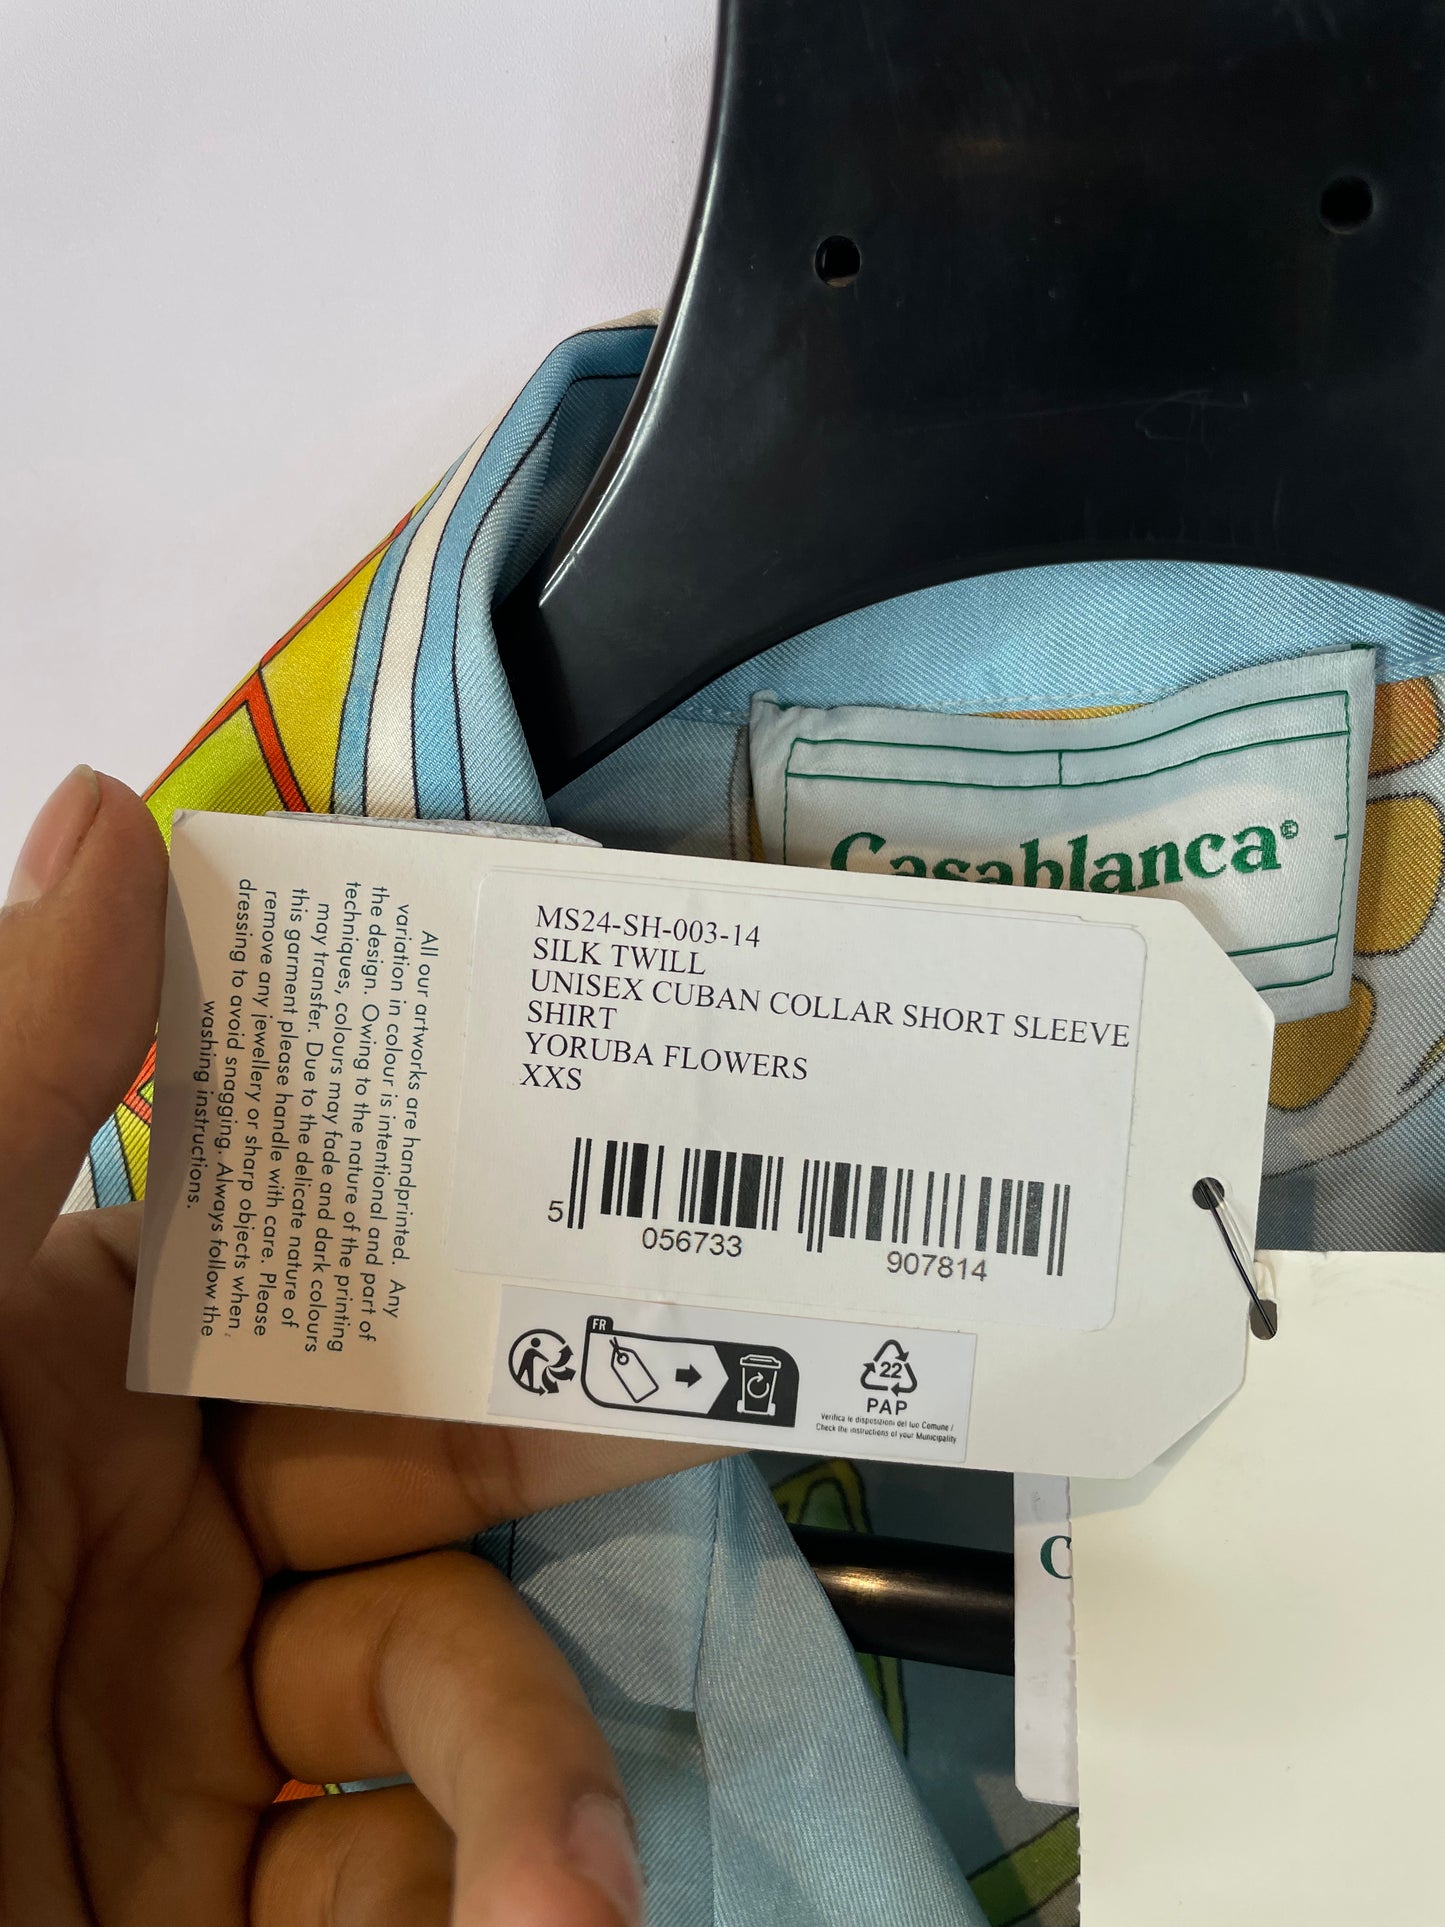 Casablanca©
MS24-SH-003-14
SILK TWILL
UNISEX CUBAN COLLAR SHORT SLEEVE
SHIRT
YORUBA FLOWERS
XXS
5 056733 907814
All our artworks are handprinted. Any
variation in colour is intentional and part of
the design. Owing to the nature of the printing
techniques, colours may fade and dark colours
may transfer. Due to the delicate nature of
this garment please handle with care. Please
remove any jewellery or sharp objects when
dressing to avoid snagging. Always follow the
washing instructions.
FR
22
PAP
Verifica le disposizioni del tuo Comune /
Check the instructions of your Municipality
C